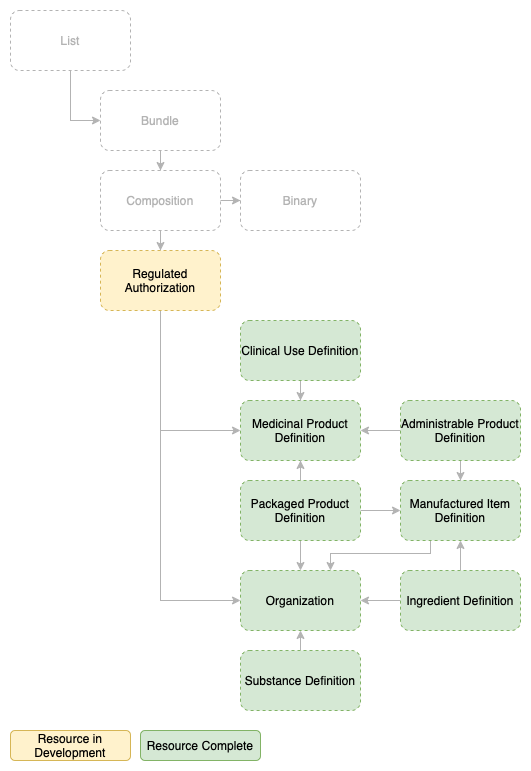 List
Bundle
Composition
Binary
Regulated
Authorization
Clinical Use Definition
Medicinal Product
Definition
Administrable Product
Definition
Packaged Product
Definition
Manufactured Item
Definition
Organization
Ingredient Definition
Substance Definition
Resource in
Development
Resource Complete